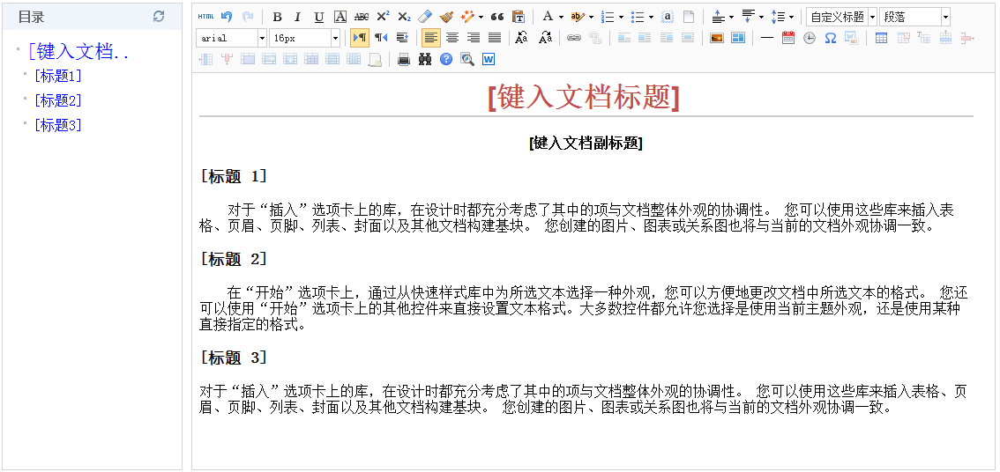 目录
[键入文档..
[标题1]
[标题2]
[标题3]
HTML
B I U A ABC X² X₂
A ab a
自定义标题 段落
arial 16px
[键入文档标题]
[键入文档副标题]
[标题 1]
对于“插入”选项卡上的库，在设计时都充分考虑了其中的项与文档整体外观的协调性。 您可以使用这些库来插入表
格、页眉、页脚、列表、封面以及其他文档构建基块。 您创建的图片、图表或关系图也将与当前的文档外观协调一致。
[标题 2]
在“开始”选项卡上，通过从快速样式库中为所选文本选择一种外观，您可以方便地更改文档中所选文本的格式。 您还
可以使用“开始”选项卡上的其他控件来直接设置文本格式。大多数控件都允许您选择是使用当前主题外观，还是使用某种
直接指定的格式。
[标题 3]
对于“插入”选项卡上的库，在设计时都充分考虑了其中的项与文档整体外观的协调性。 您可以使用这些库来插入表格、页
眉、页脚、列表、封面以及其他文档构建基块。 您创建的图片、图表或关系图也将与当前的文档外观协调一致。